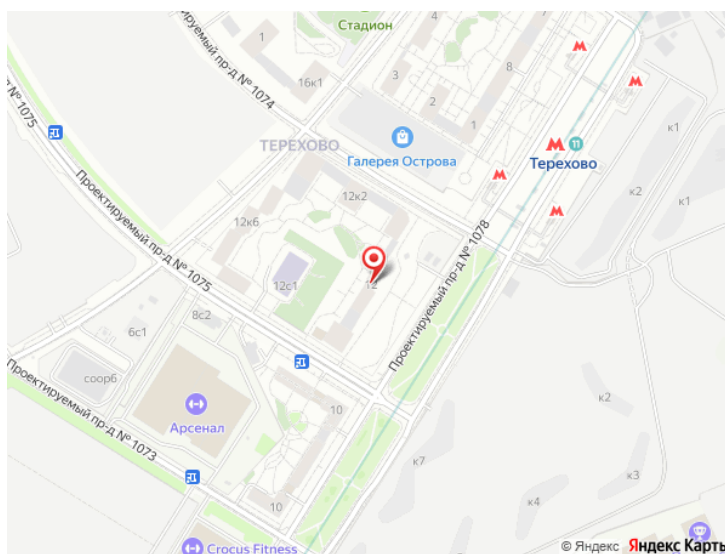 Стадион
1
Проектируемый пр-д № 1074
16к1
3
4
2
8
1
к1
Проектируемый пр-д № 1075
ТЕРЕХОВО
Галерея Острова
М 11
Терехово
к2
к1
12к2
12к6
12с1
12
Проектируемый пр-д № 1078
Проектируемый пр-д № 1075
8с2
6с1
соорб
Проектируемый пр-д № 1073
Арсенал
10
к2
к7
к3
к4
10
Crocus Fitness
© Яндекс Яндекс Карты